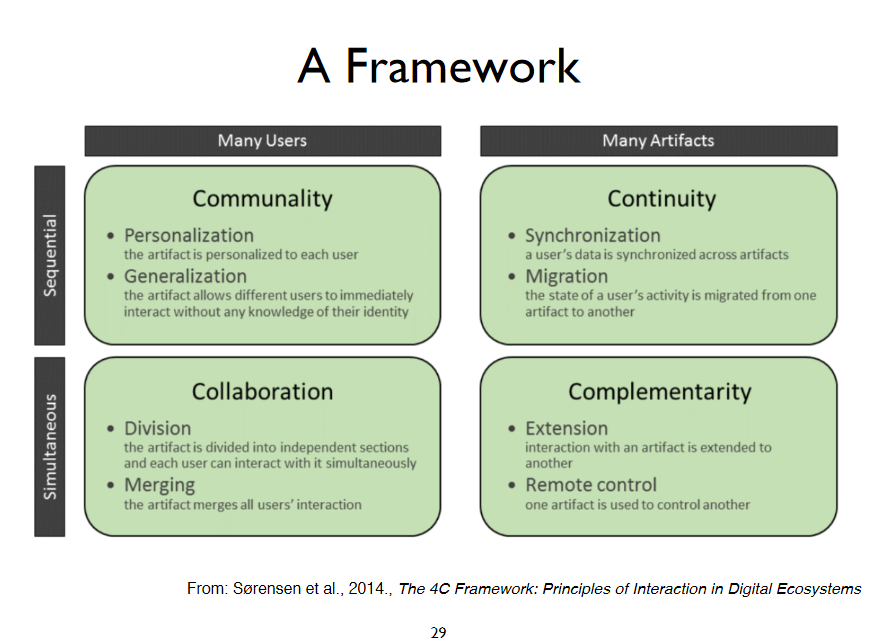 A Framework
Many Users
Many Artifacts
Sequential
Communality
• Personalization
the artifact is personalized to each user
• Generalization
the artifact allows different users to immediately
interact without any knowledge of their identity
Continuity
• Synchronization
a user's data is synchronized across artifacts
• Migration
the state of a user's activity is migrated from one
artifact to another
Simultaneous
Collaboration
• Division
the artifact is divided into independent sections
and each user can interact with it simultaneously
• Merging
the artifact merges all users' interaction
Complementarity
• Extension
interaction with an artifact is extended to
another
• Remote control
one artifact is used to control another
From: Sørensen et al., 2014., The 4C Framework: Principles of Interaction in Digital Ecosystems
29